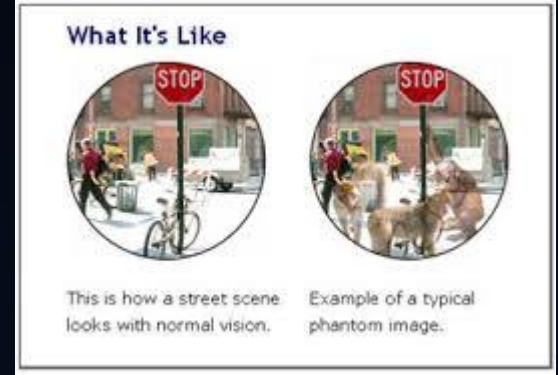 What It's Like
STOP
STOP
This is how a street scene
looks with normal vision.
Example of a typical
phantom image.